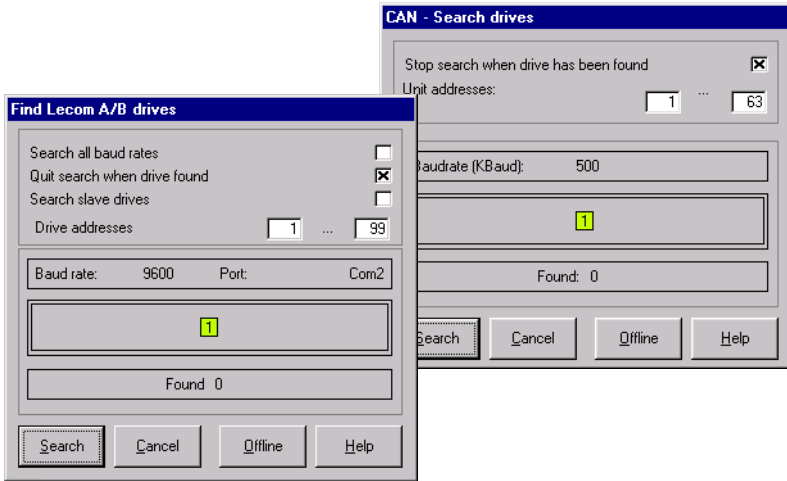 CAN - Search drives
Stop search when drive has been found
Unit addresses:
1 ... 63
Baudrate (KBaud): 500
1
Found: 0
Search Cancel Offline Help
Find Lecom A/B drives
Search all baud rates
Quit search when drive found
Search slave drives
Drive addresses 1 ... 99
Baud rate: 9600 Port: Com2
1
Found 0
Search Cancel Offline Help